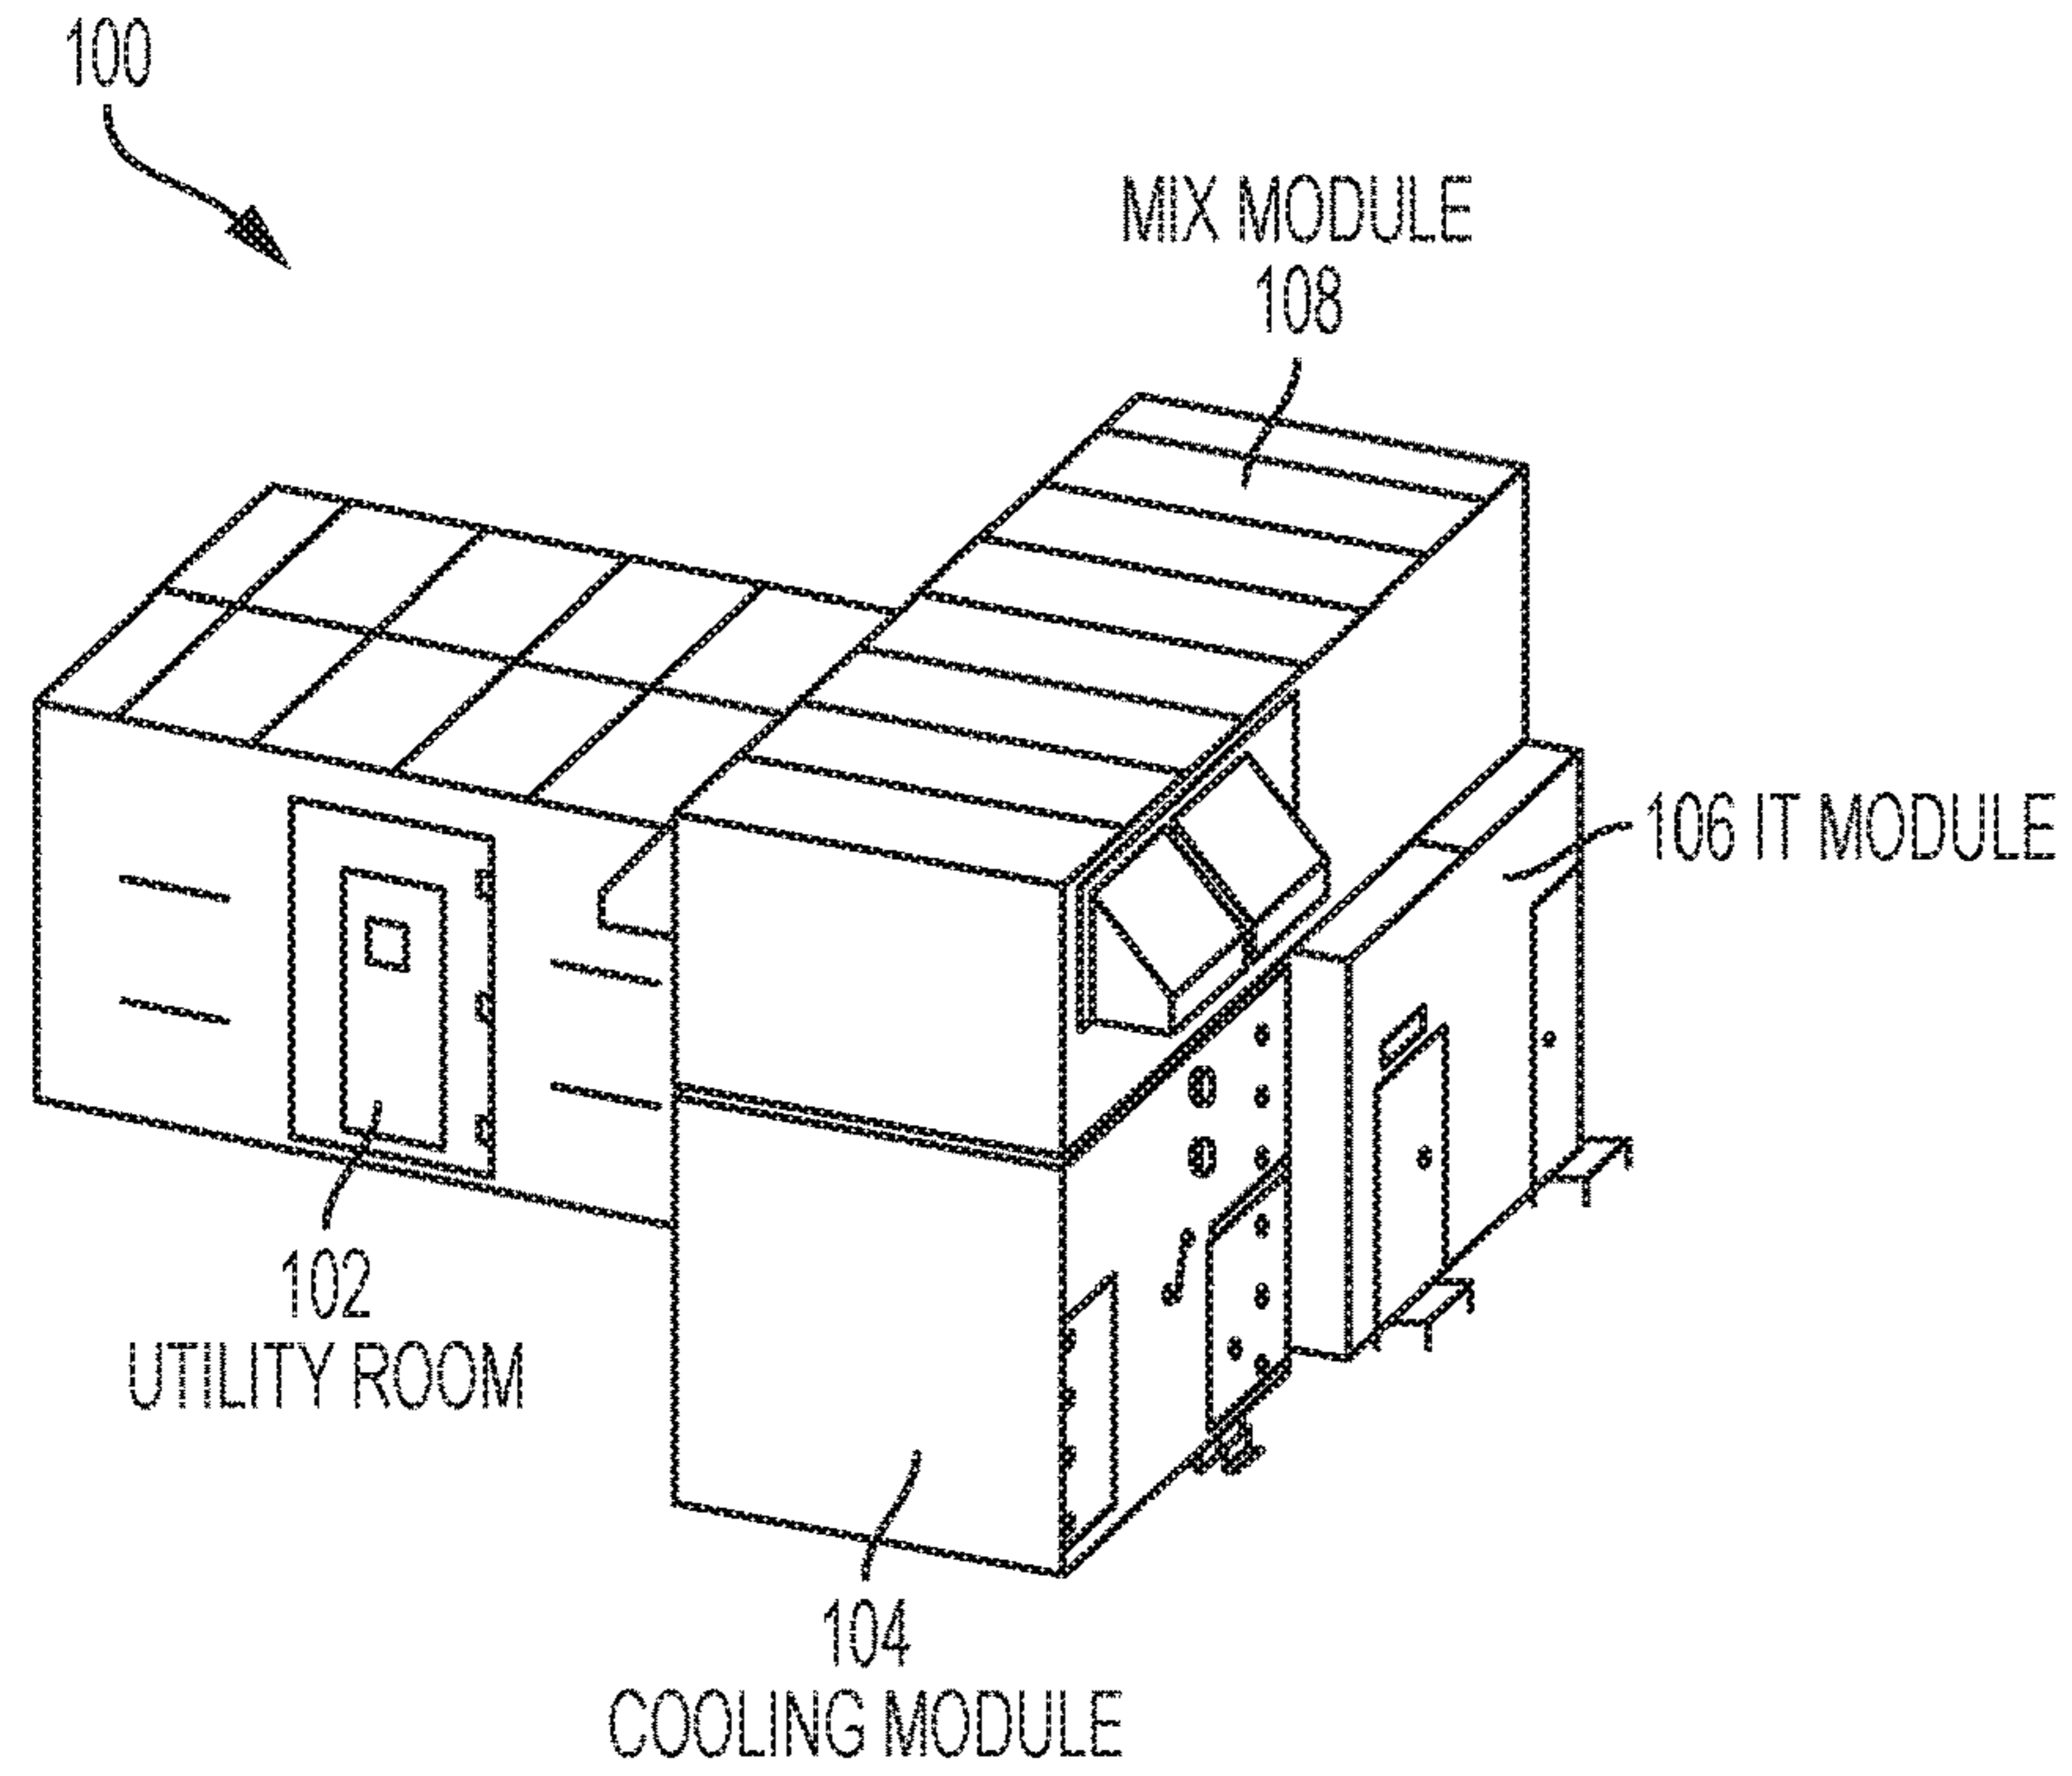 100
MIX MODULE
108
106 IT MODULE
102
UTILITY ROOM
104
COOLING MODULE